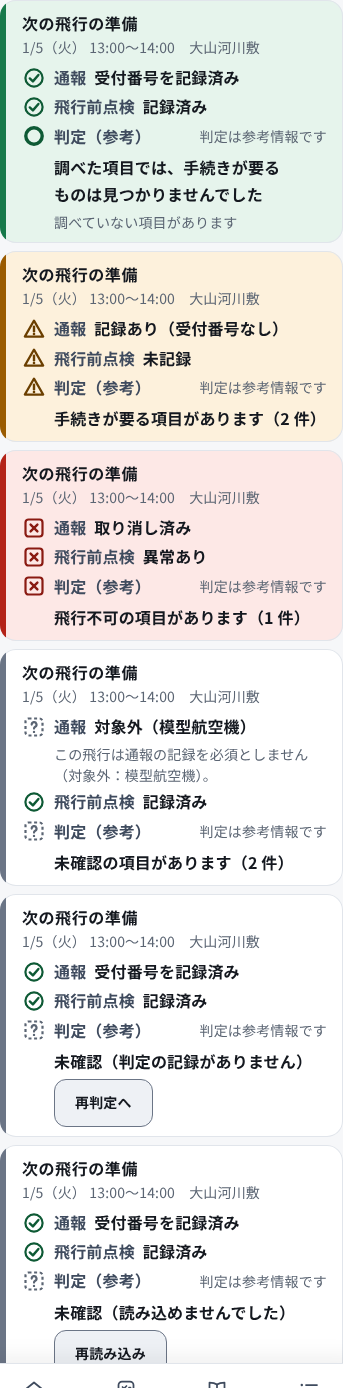 次の飛行の準備
1/5（火） 13:00〜14:00　大山河川敷
通報 受付番号を記録済み
飛行前点検 記録済み
判定（参考） 判定は参考情報です
調べた項目では、手続きが要る
ものは見つかりませんでした
調べていない項目があります
次の飛行の準備
1/5（火） 13:00〜14:00　大山河川敷
通報 記録あり（受付番号なし）
飛行前点検 未記録
判定（参考） 判定は参考情報です
手続きが要る項目があります（2 件）
次の飛行の準備
1/5（火） 13:00〜14:00　大山河川敷
通報 取り消し済み
飛行前点検 異常あり
判定（参考） 判定は参考情報です
飛行不可の項目があります（1 件）
次の飛行の準備
1/5（火） 13:00〜14:00　大山河川敷
通報 対象外（模型航空機）
この飛行は通報の記録を必須としません
（対象外：模型航空機）。
飛行前点検 記録済み
判定（参考） 判定は参考情報です
未確認の項目があります（2 件）
次の飛行の準備
1/5（火） 13:00〜14:00　大山河川敷
通報 受付番号を記録済み
飛行前点検 記録済み
判定（参考） 判定は参考情報です
未確認（判定の記録がありません）
再判定へ
次の飛行の準備
1/5（火） 13:00〜14:00　大山河川敷
通報 受付番号を記録済み
飛行前点検 記録済み
判定（参考） 判定は参考情報です
未確認（読み込めませんでした）
再読み込み